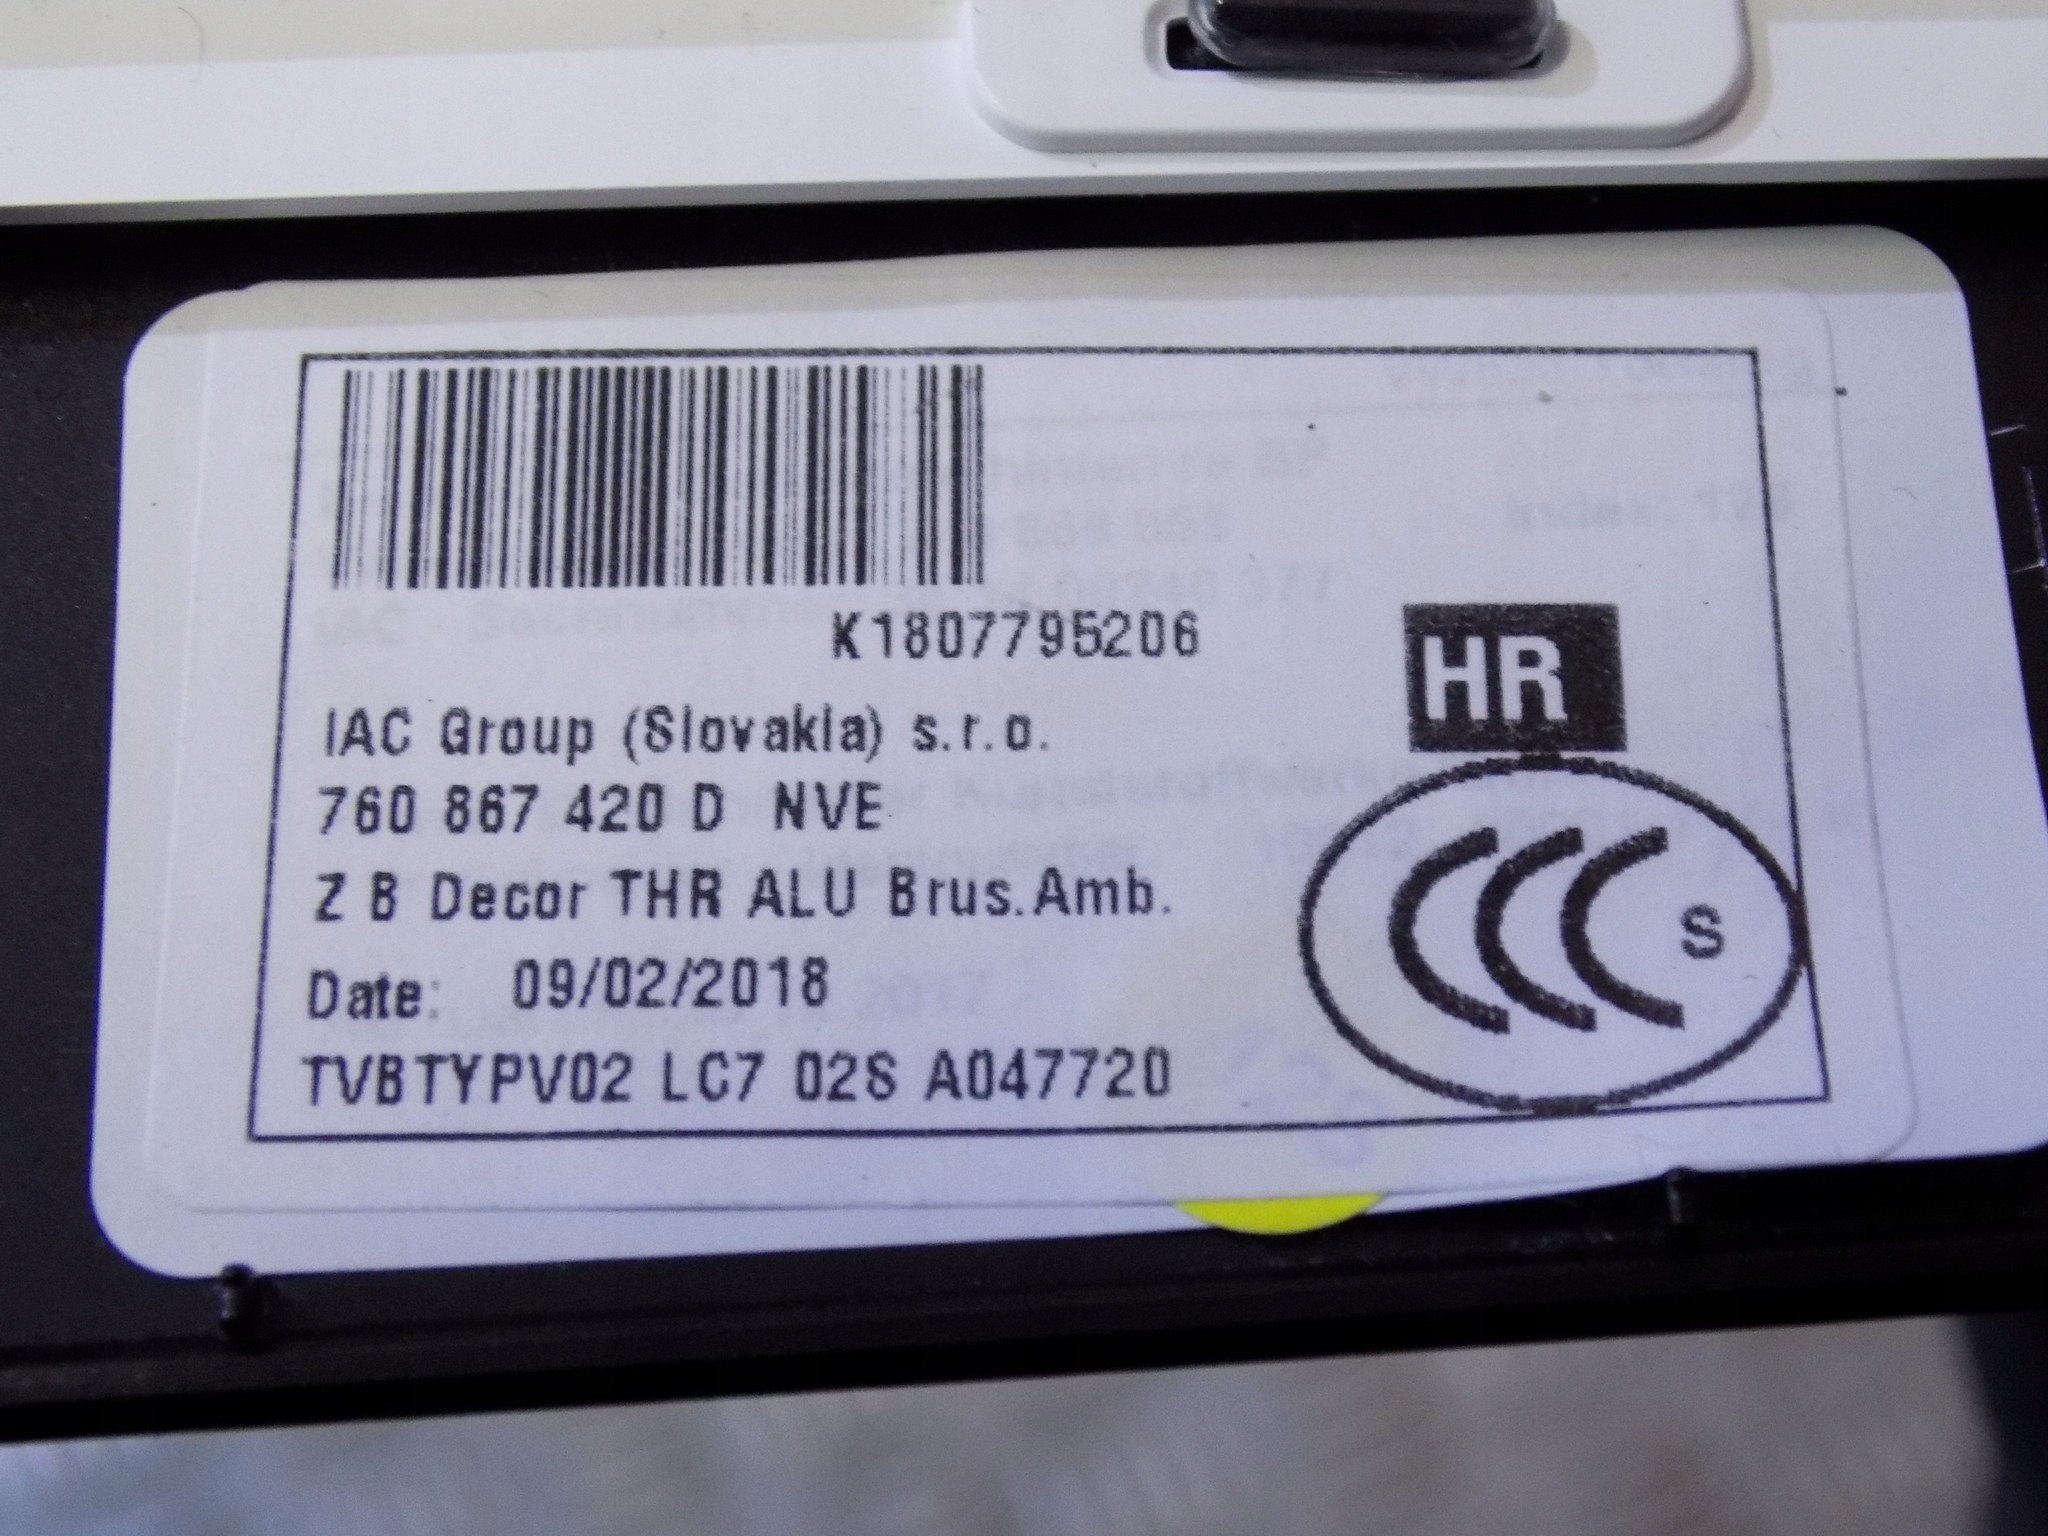 K1807795206
HR
IAC Group (Slovakia) s.r.o.
760 867 420 D NVE
Z B Decor THR ALU Brus.Amb.
S
Date: 09/02/2018
TVBTYPV02 LC7 02S A047720